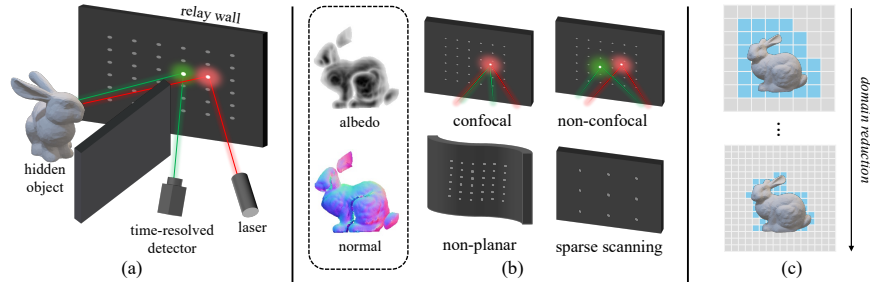 relay wall
hidden
object
time-resolved
detector
laser
(a)
albedo
normal
confocal
non-confocal
non-planar
sparse scanning
(b)
domain reduction
(c)